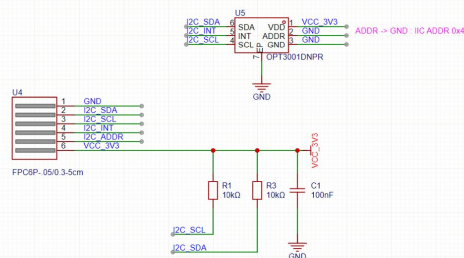 U5
I2C_SDA 6 SDA VDD 1 VCC_3V3
I2C_INT 5 INT ADDR 2 GND ADDR -> GND IIC ADDR 0x4
I2C_SCL 4 SCL EP GND 3 GND
7
OPT3001DNPR
GND
U4
1 GND
2 I2C_SDA
3 I2C_SCL
4 I2C_INT
5 I2C_ADDR
6 VCC_3V3
FPC6P- 05/0.3-5cm
VCC_3V3
R1 R3 C1
10kΩ 10kΩ 100nF
I2C_SCL
I2C_SDA
GND